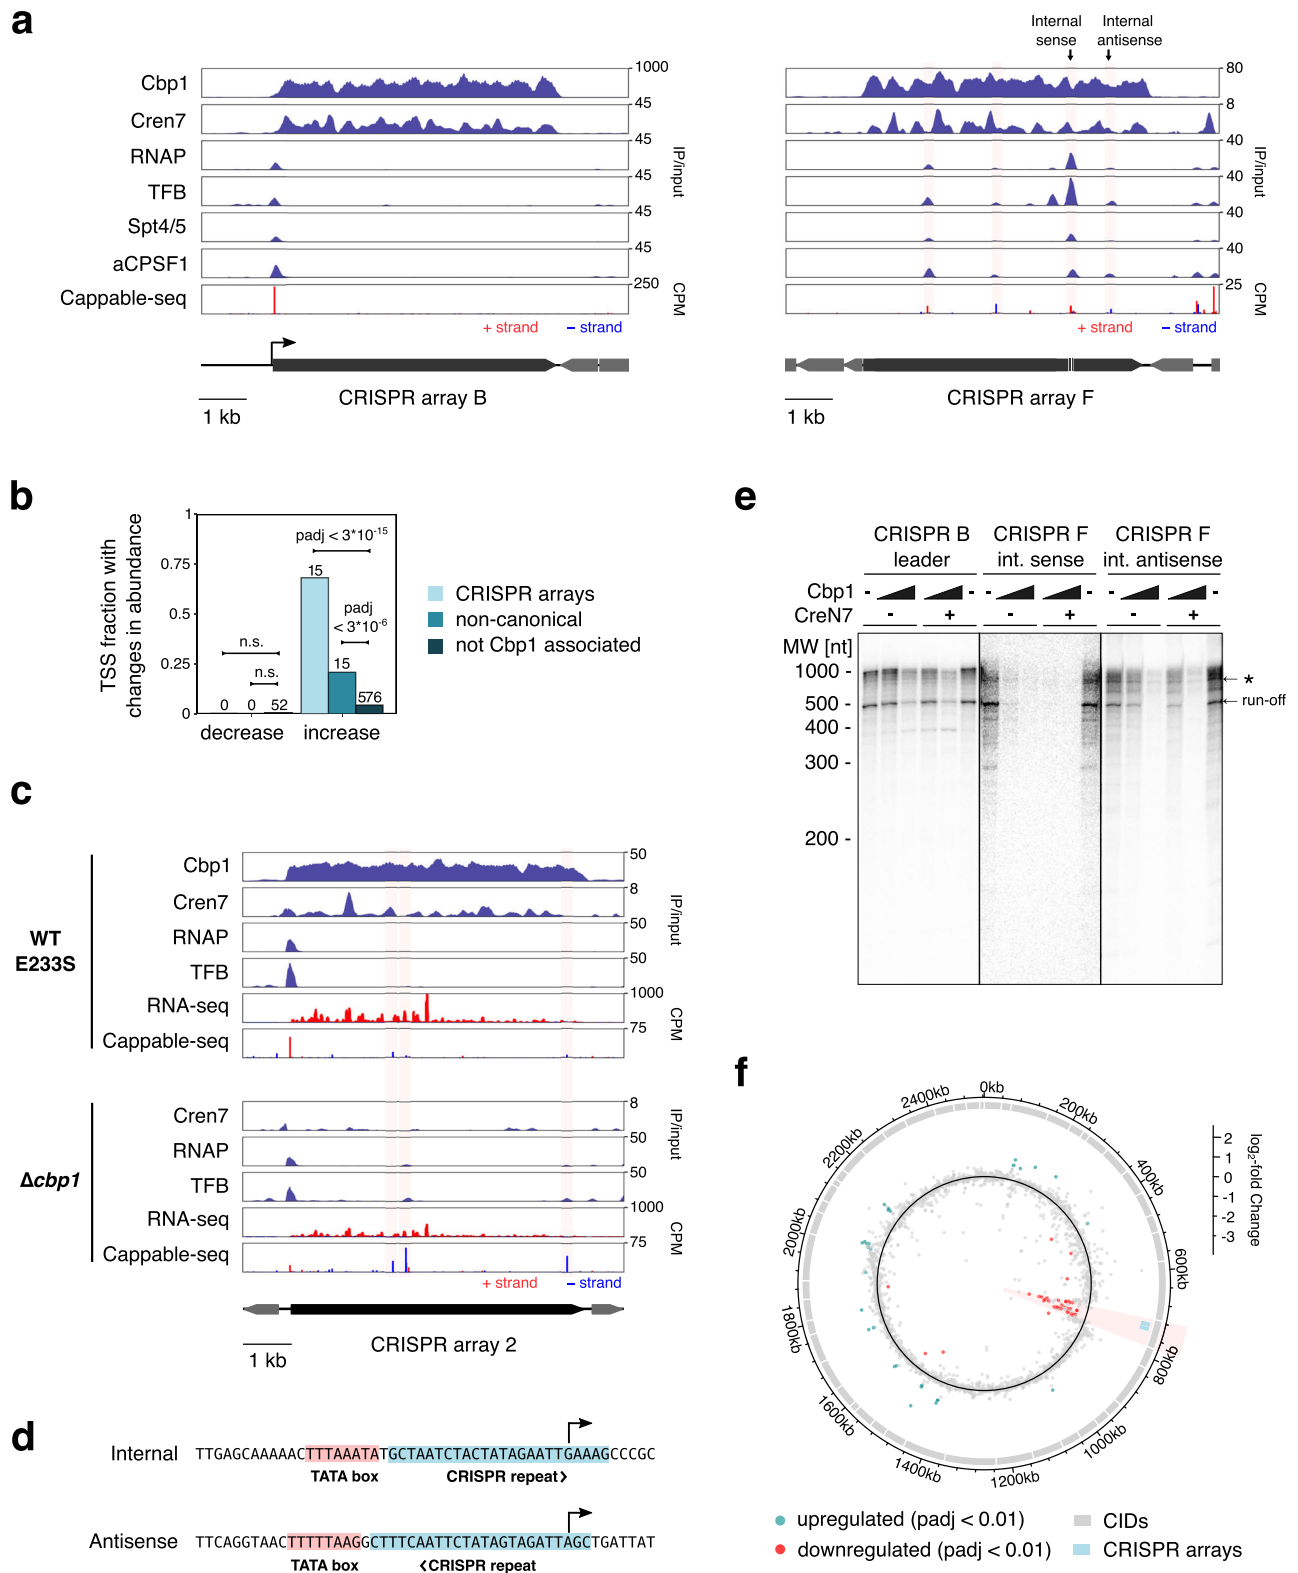 a
Internal sense
Internal antisense
Cbp1
1000
80
Cren7
45
8
RNAP
45
40
TFB
45
40
Spt4/5
45
40
aCPSF1
45
40
Cappable-seq
250
25
IP/input
CPM
IP/input
CPM
+ strand
– strand
+ strand
– strand
CRISPR array B
1 kb
CRISPR array F
1 kb
b
TSS fraction with changes in abundance
1
0.75
0.5
0.25
0
padj < 3*10-15
15
padj < 3*10-6
n.s.
n.s.
15
0
0
52
576
decrease
increase
CRISPR arrays
non-canonical
not Cbp1 associated
c
WT E233S
Cbp1
50
Cren7
8
RNAP
50
TFB
50
RNA-seq
1000
Cappable-seq
75
IP/input
CPM
Δcbp1
Cren7
8
RNAP
50
TFB
50
RNA-seq
1000
Cappable-seq
75
IP/input
CPM
+ strand
– strand
CRISPR array 2
1 kb
d
Internal
TTGAGCAAAAACTTTAAATATGCTAATCTACTATAGAATTGAAAGCCCGC
TATA box
CRISPR repeat>
Antisense
TTCAGGTAACTTTTTAAGGCTTTCAATTCTATAGTAGATTAGCTGATTAT
TATA box
<CRISPR repeat
e
CRISPR B leader
CRISPR F int. sense
CRISPR F int. antisense
Cbp1
- - -
CreN7
- + - + - +
MW [nt]
1000 -
500 -
400 -
300 -
200 -
← *
← run-off
f
0kb
200kb
400kb
600kb
800kb
1000kb
1200kb
1400kb
1600kb
1800kb
2000kb
2200kb
2400kb
2
1
0
-1
-2
-3
log2-fold Change
upregulated (padj < 0.01)
downregulated (padj < 0.01)
CIDs
CRISPR arrays